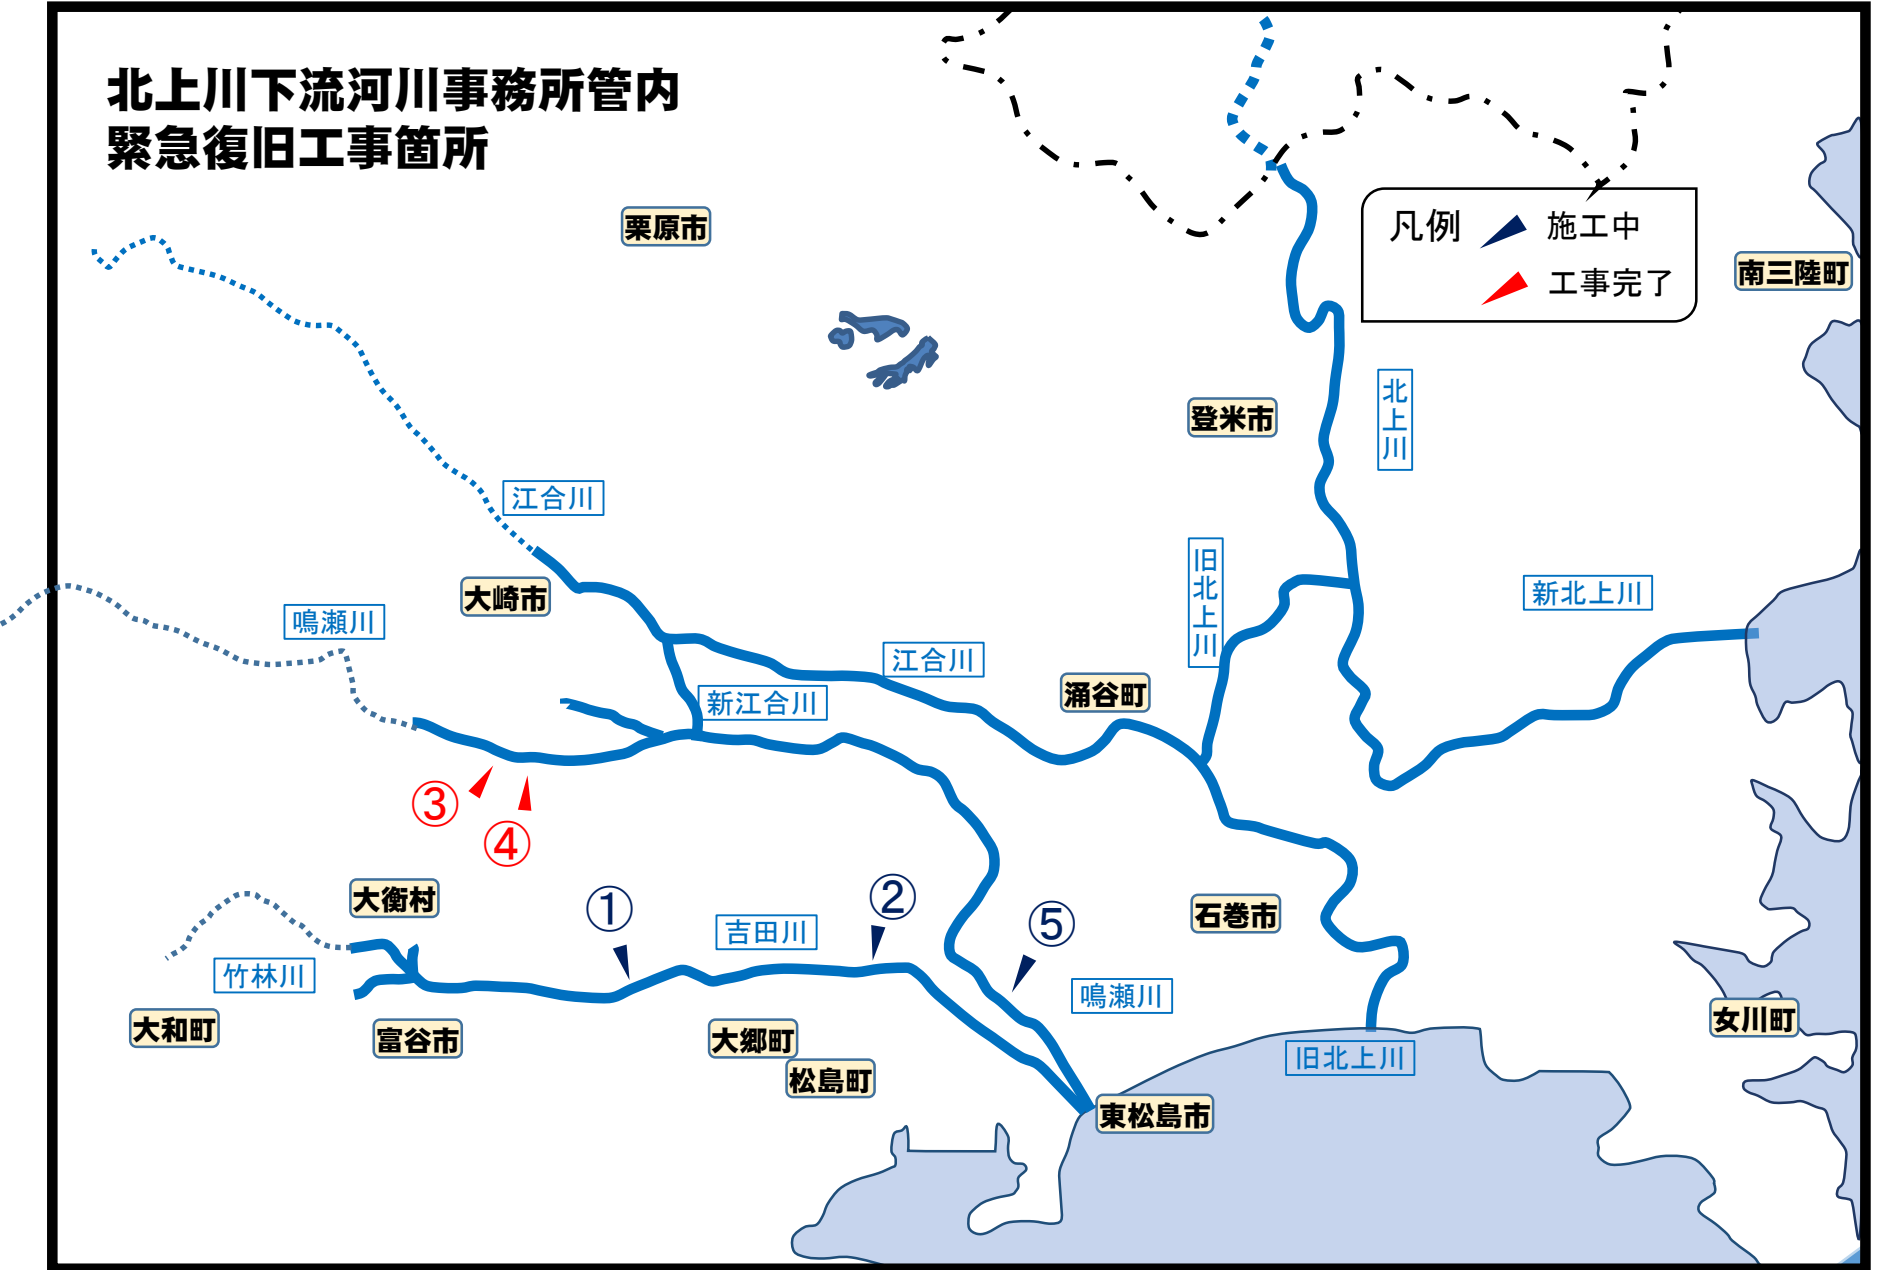 北上川下流河川事務所管内
緊急復旧工事箇所
栗原市
凡例
施工中
工事完了
南三陸町
登米市
北上川
江合川
旧北上川
大崎市
新北上川
鳴瀬川
江合川
涌谷町
新江合川
③
④
大衡村
①
②
⑤
石巻市
吉田川
竹林川
鳴瀬川
大和町
富谷市
大郷町
女川町
旧北上川
松島町
東松島市